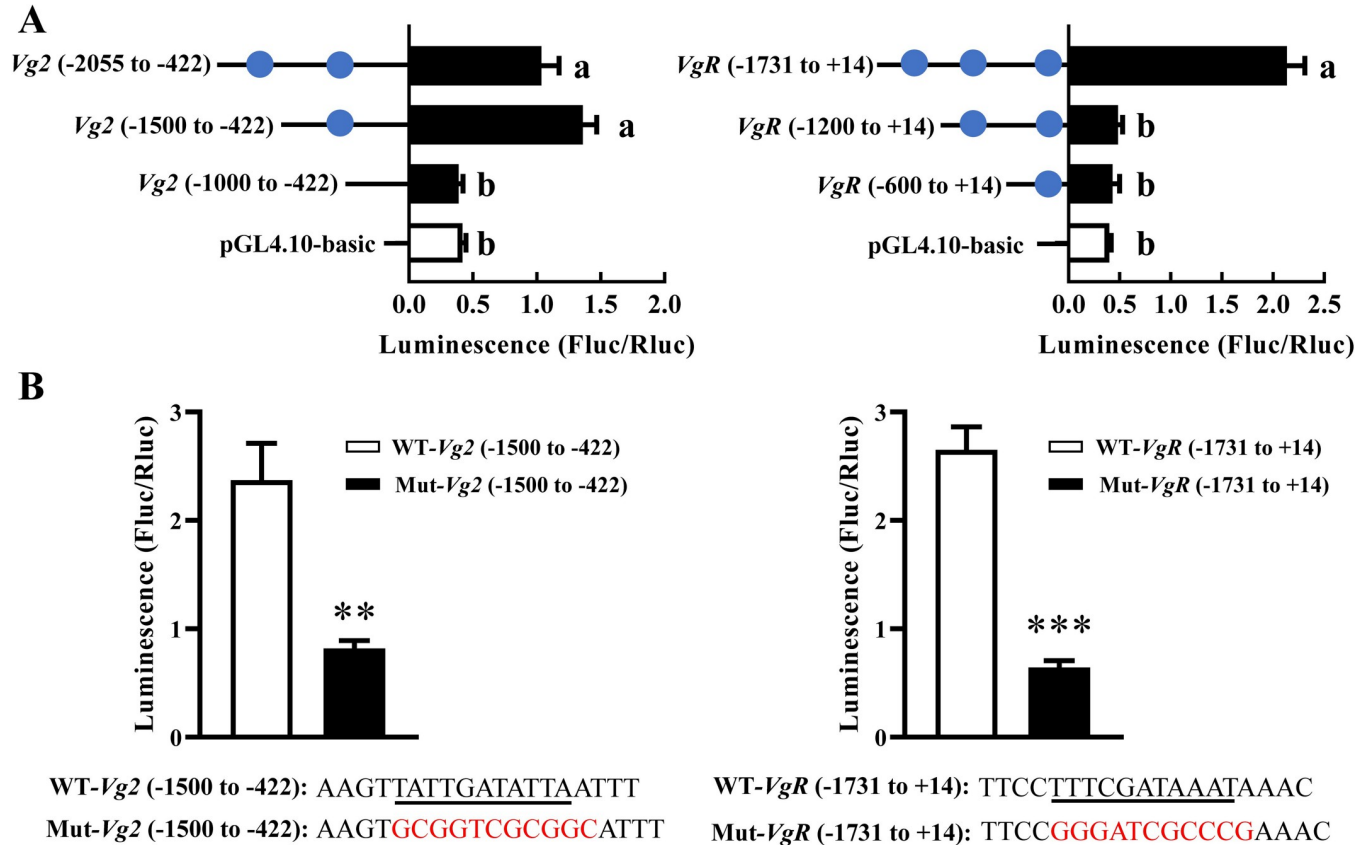 A
Vg2 (-2055 to -422)
a
Vg2 (-1500 to -422)
a
Vg2 (-1000 to -422)
b
pGL4.10-basic
b
0.0 0.5 1.0 1.5 2.0
Luminescence (Fluc/Rluc)
VgR (-1731 to +14)
a
VgR (-1200 to +14)
b
VgR (-600 to +14)
b
pGL4.10-basic
b
0.0 0.5 1.0 1.5 2.0 2.5
Luminescence (Fluc/Rluc)
B
Luminescence (Fluc/Rluc)
3
2
1
0
WT-Vg2 (-1500 to -422)
Mut-Vg2 (-1500 to -422)
**
WT-Vg2 (-1500 to -422): AAGTTATTGATATTAATTT
Mut-Vg2 (-1500 to -422): AAGTGCGGTCGCGGCATTT
Luminescence (Fluc/Rluc)
3
2
1
0
WT-VgR (-1731 to +14)
Mut-VgR (-1731 to +14)
***
WT-VgR (-1731 to +14): TTCCTTTCGATAAATAAAC
Mut-VgR (-1731 to +14): TTCCGGGATCGCCCGAAAC